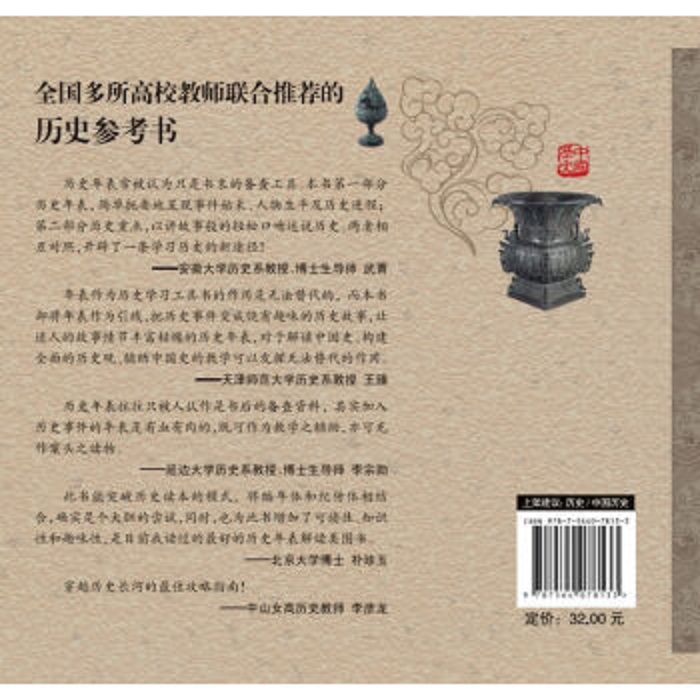 全国多所高校教师联合推荐的
历史参考书
历史年表常被认为只是书末的备查工具。本书第一部分
历史年表，简单扼要地呈现事件始末、人物生平及历史进程；
第二部分历史重点，以讲故事般的轻松口吻述说历史。两者相
互对照，开辟了一条学习历史的新途径！
——安徽大学历史系教授、博士生导师
年表作为历史学习工具书的作用是无法替代的，而本书
却将年表作为引线，把历史事件变成饶有趣味的历史故事，让
迷人的故事情节丰富枯燥的历史年表，对于解读中国史、构建
全面的历史观、辅助中国史的教学可以发挥无法替代的作用。
——天津师范大学历史系教授 王臻
历史年表往往只被人认作是书后的备查资料，其实加入
历史事件的年表是有血有肉的，既可作为教学之辅助，亦可充
作案头之读物。
——延边大学历史系教授、博士生导师 李宗勋
此书能突破历史读本的模式，将编年体和纪传体相结
合，确实是个大胆的尝试，同时，也为此书增加了可读性、知识
性和趣味性，是目前我读过的最好的历史年表解读类图书。
——北京大学博士 朴
穿越历史长河的最佳攻略指南！
——中山女高历史教师 李彦龙
上架建议：历史/中国历史
ISBN 978-7-5640-7813-3
9 787564 078133
定价：32.00 元